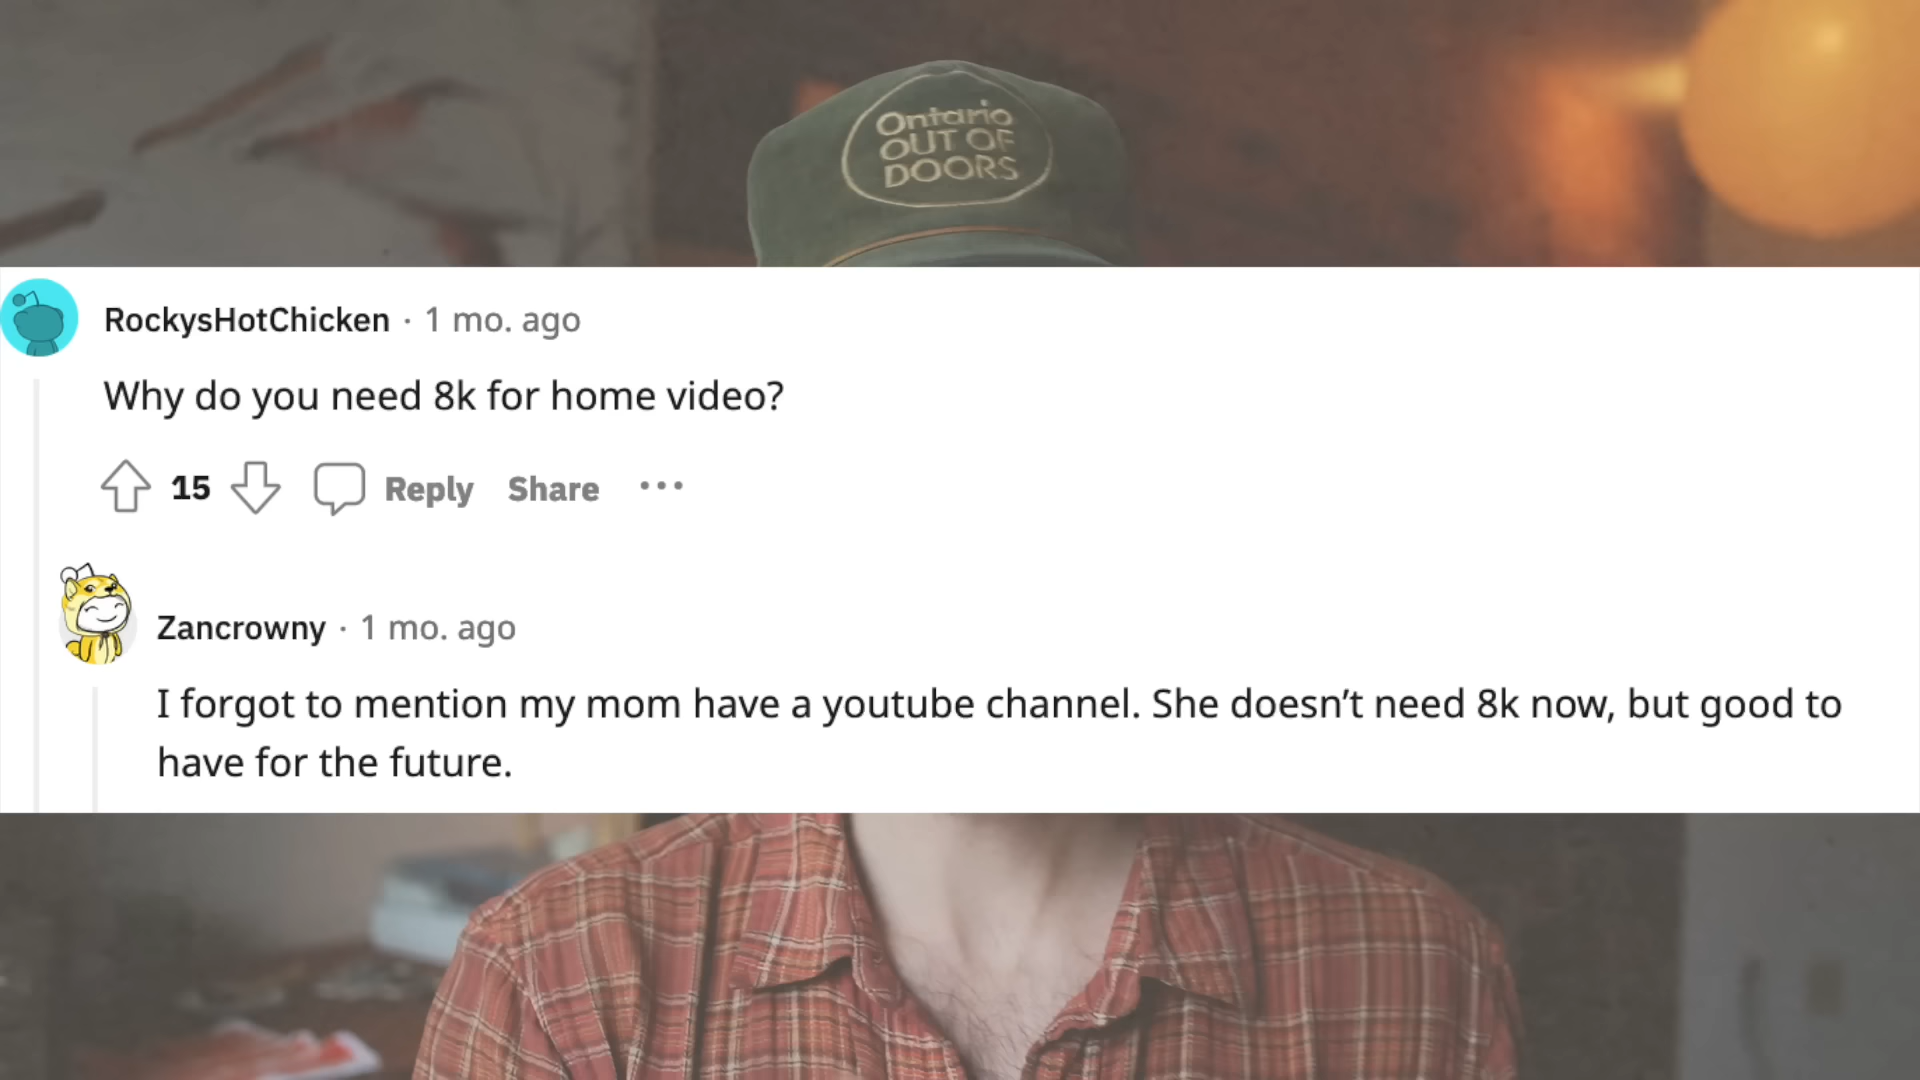 Ontario
OUT OF
DOORS
RockysHotChicken · 1 mo. ago
Why do you need 8k for home video?
15 Reply Share ···
Zancrowny · 1 mo. ago
I forgot to mention my mom have a youtube channel. She doesn’t need 8k now, but good to
have for the future.